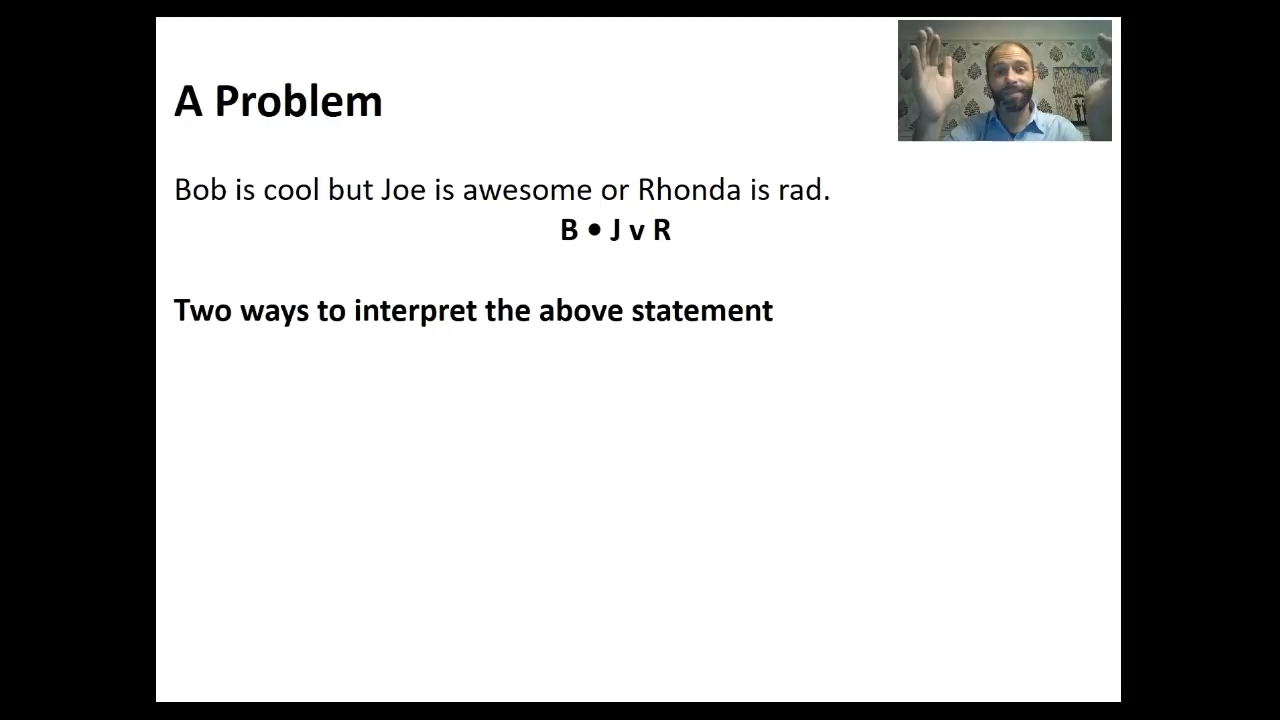 A Problem
Bob is cool but Joe is awesome or Rhonda is rad.
B • J v R
Two ways to interpret the above statement